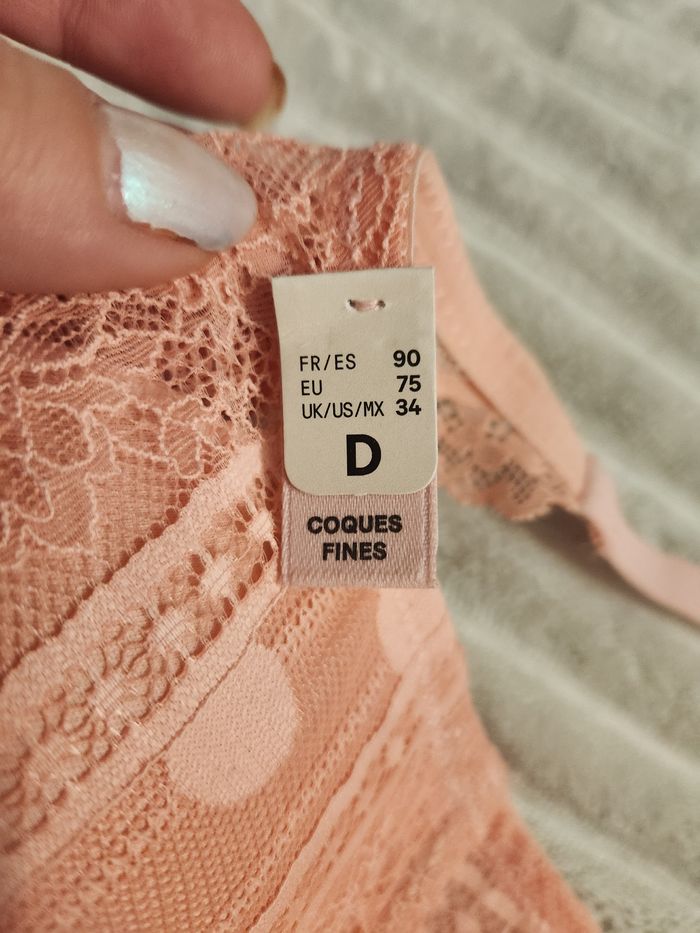 FR/ES 90
EU 75
UK/US/MX 34
D
COQUES
FINES